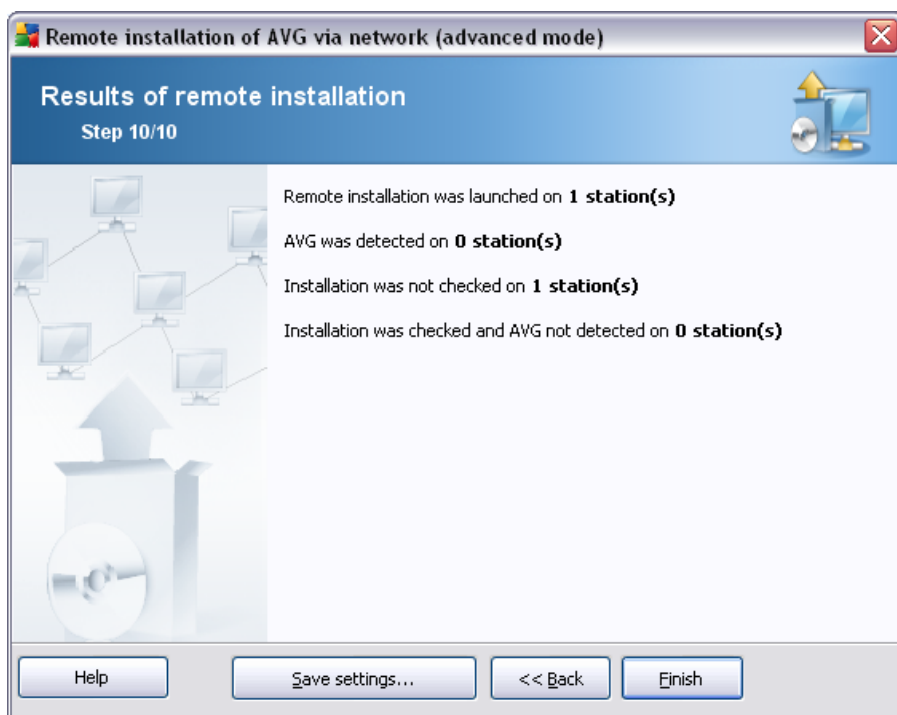 Remote installation of AVG via network (advanced mode)
Results of remote installation
Step 10/10
Remote installation was launched on 1 station(s)
AVG was detected on 0 station(s)
Installation was not checked on 1 station(s)
Installation was checked and AVG not detected on 0 station(s)
Help
Save settings...
<< Back
Finish